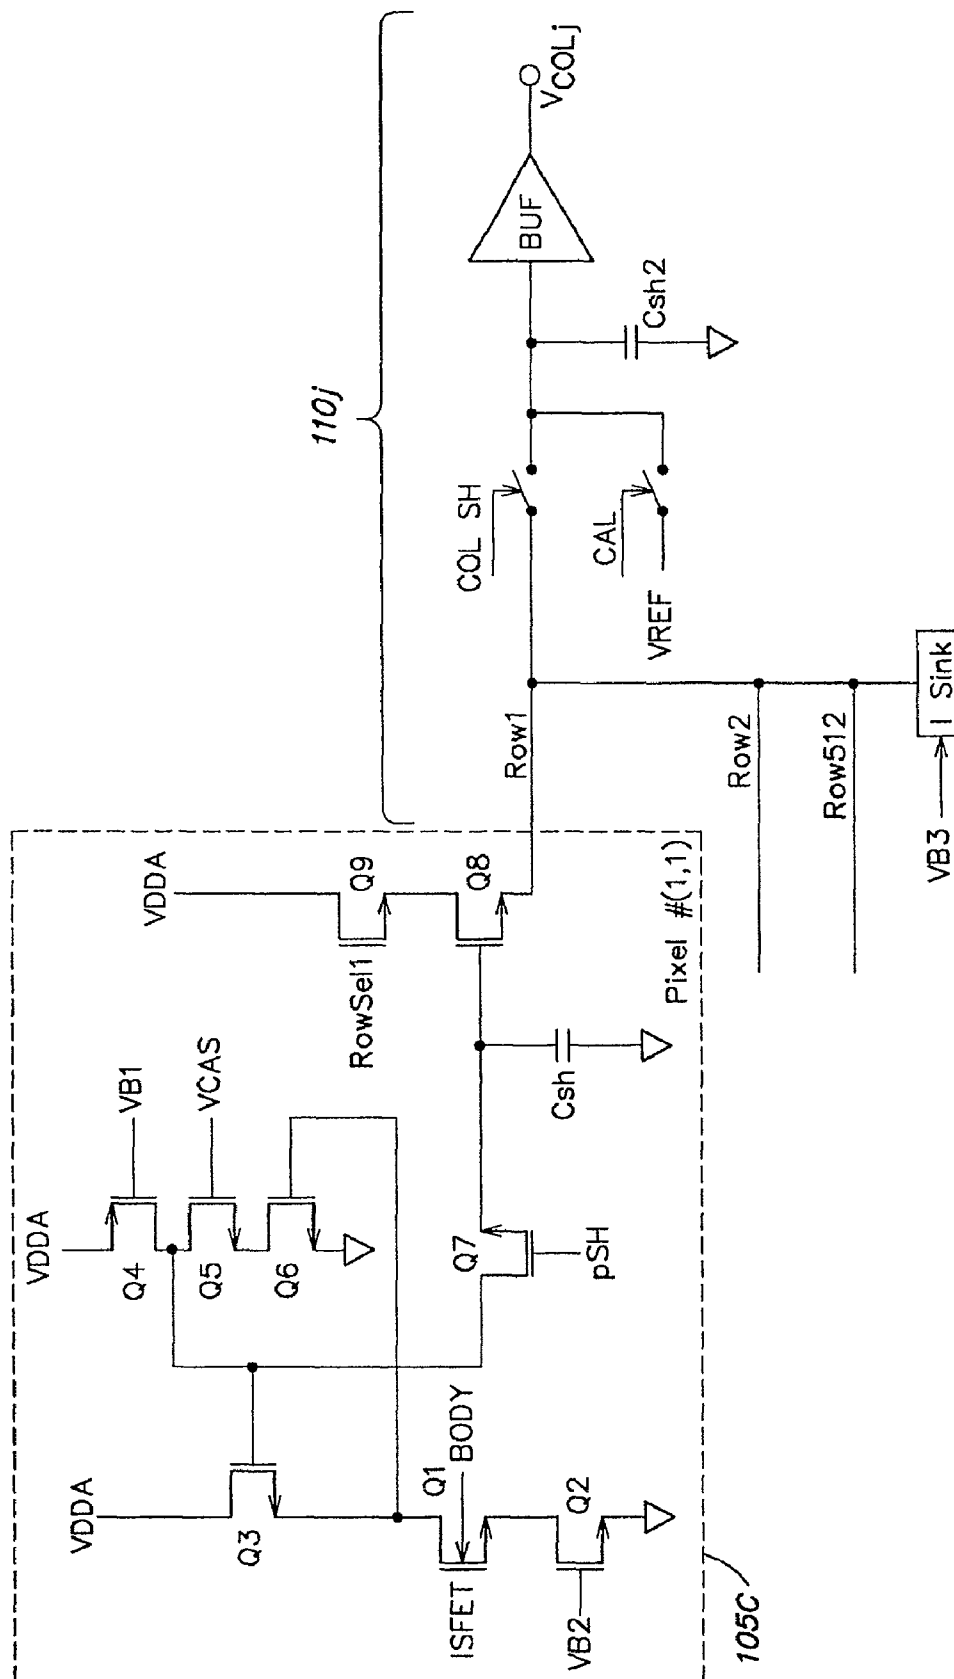 110j
VCOLj
BUF
Csh2
COL SH
CAL
VREF
Row1
Row2
Row512
I Sink
VB3
VDDA
Q9
RowSel1
Q8
Pixel #(1,1)
VB1
VCAS
VDDA
Q4
Q5
Q6
Csh
Q7
pSH
VDDA
Q3
Q1
BODY
ISFET
Q2
VB2
105C